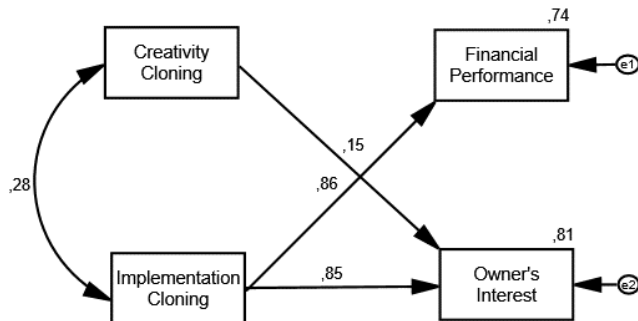 ,74
Creativity
Cloning
Financial
Performance
e1
,15
,86
,28
,81
,85
Implementation
Cloning
Owner's
Interest
e2